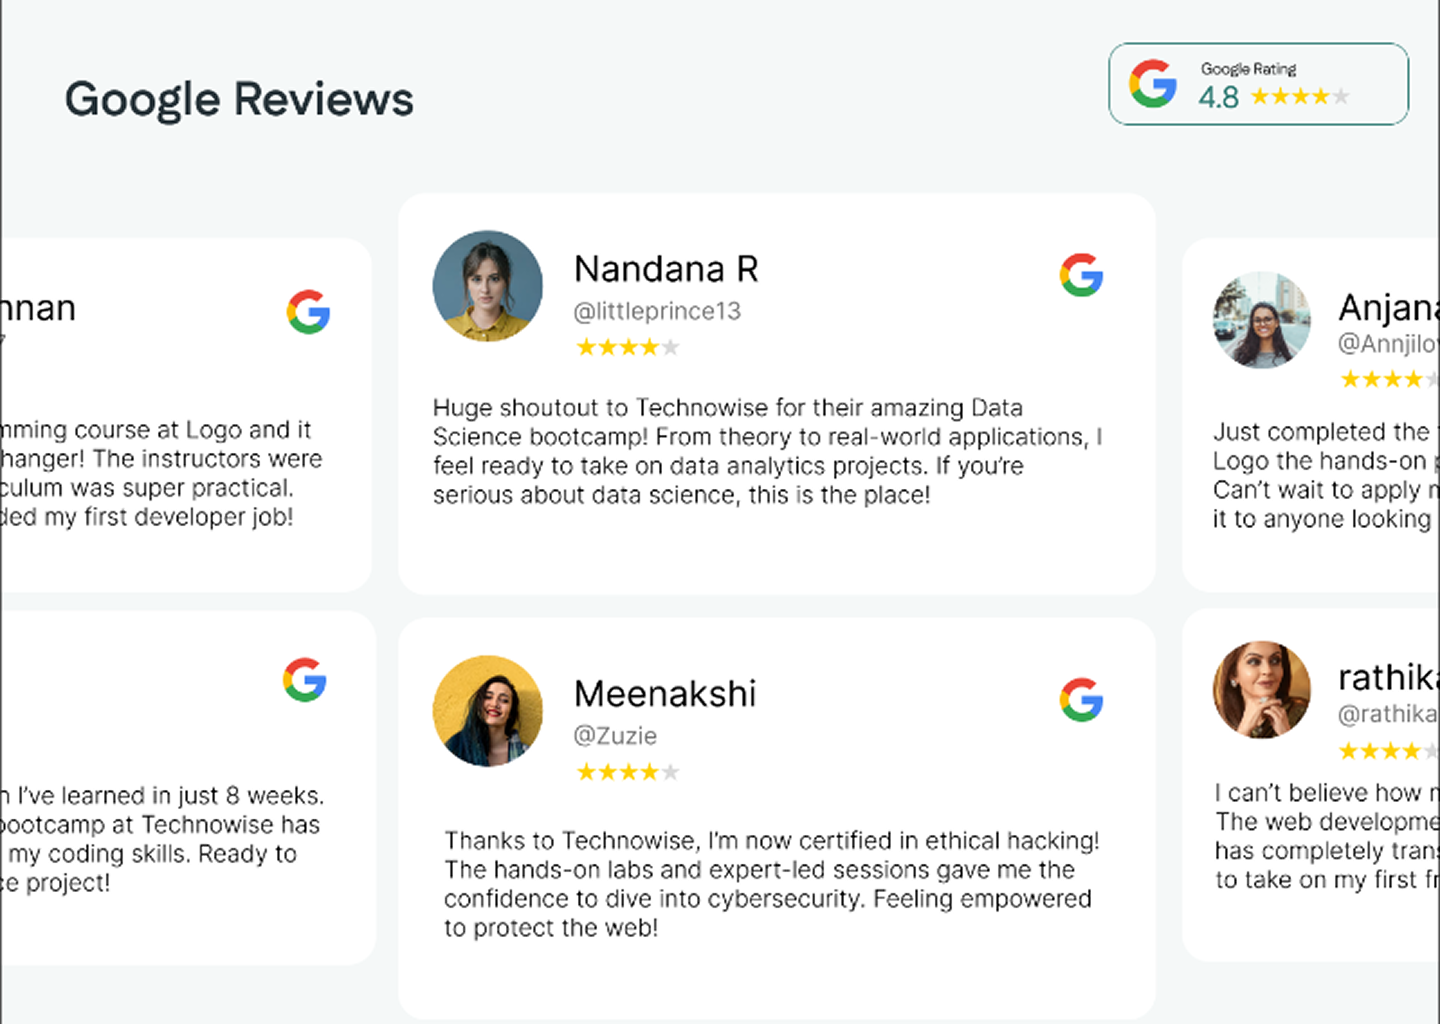 Google Reviews
Google Rating
4.8
nnan
mming course at Logo and it
hanger! The instructors were
culum was super practical.
ded my first developer job!
Nandana R
@littleprince13
Huge shoutout to Technowise for their amazing Data
Science bootcamp! From theory to real-world applications, I
feel ready to take on data analytics projects. If you're
serious about data science, this is the place!
Anjana
@Annjilo
Just completed the
Logo the hands-on
Can't wait to apply
it to anyone looking
I've learned in just 8 weeks.
bootcamp at Technowise has
my coding skills. Ready to
ce project!
Meenakshi
@Zuzie
Thanks to Technowise, I'm now certified in ethical hacking!
The hands-on labs and expert-led sessions gave me the
confidence to dive into cybersecurity. Feeling empowered
to protect the web!
rathika
@rathika
I can't believe how
The web developme
has completely trans
to take on my first fr